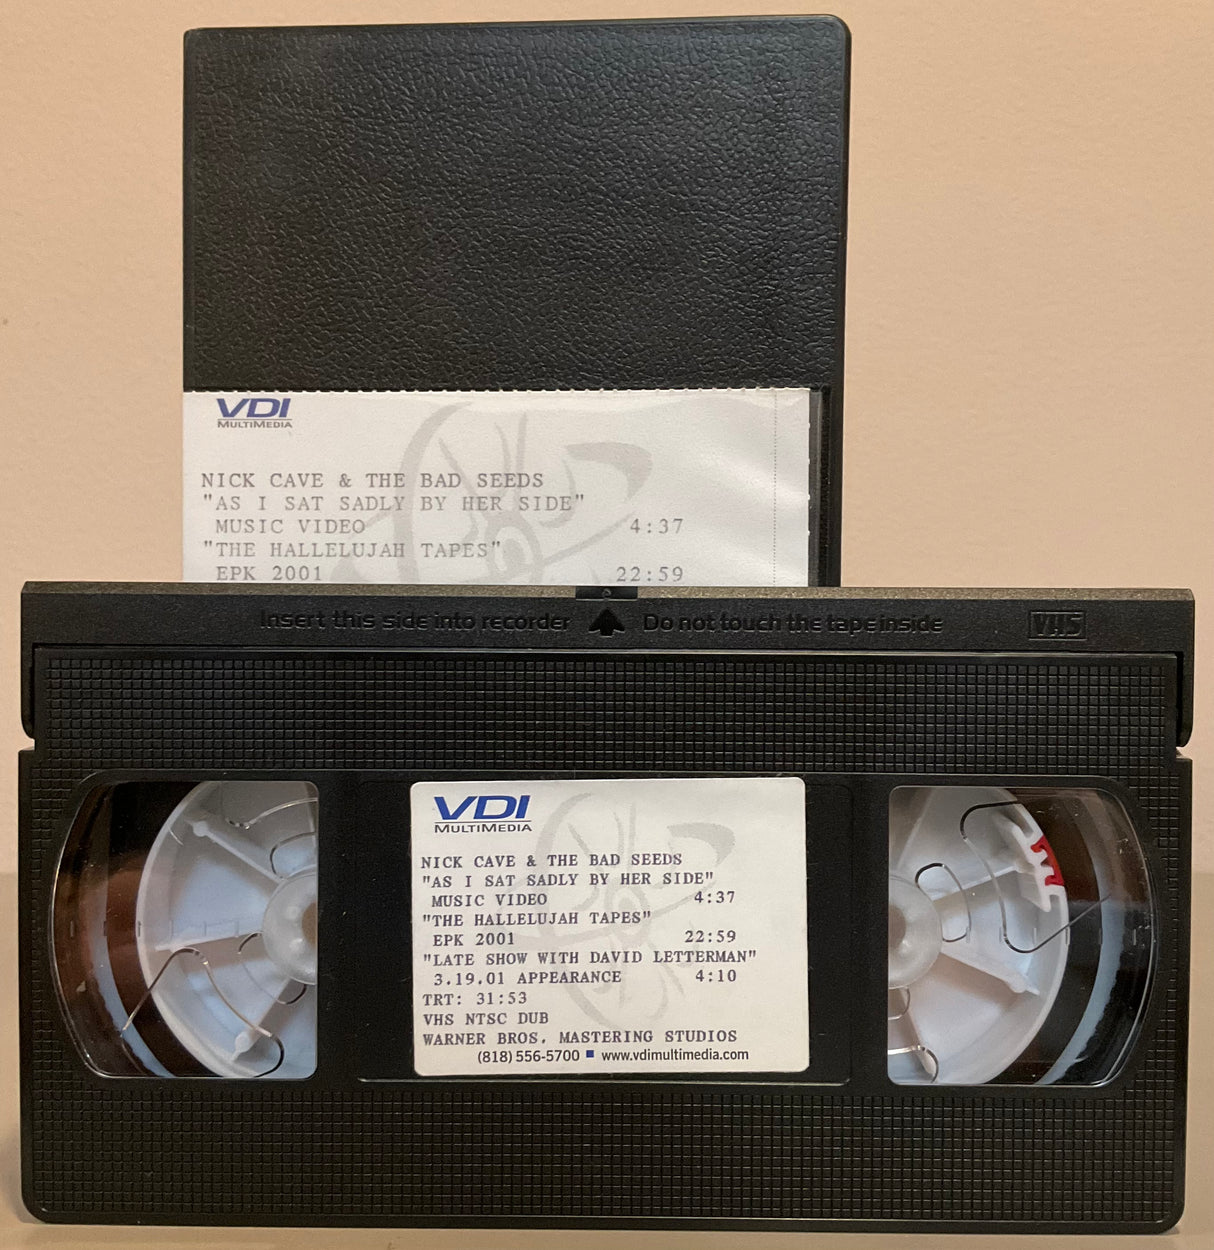 VDI
MULTIMEDIA
NICK CAVE & THE BAD SEEDS
"AS I SAT SADLY BY HER SIDE"
MUSIC VIDEO 4:37
"THE HALLELUJAH TAPES"
EPK 2001 22:59
Insert this side into recorder Do not touch the tape inside VHS
VDI
MULTIMEDIA
NICK CAVE & THE BAD SEEDS
"AS I SAT SADLY BY HER SIDE"
MUSIC VIDEO 4:37
"THE HALLELUJAH TAPES"
EPK 2001 22:59
"LATE SHOW WITH DAVID LETTERMAN"
3.19.01 APPEARANCE 4:10
TRT: 31:53
VHS NTSC DUB
WARNER BROS. MASTERING STUDIOS
(818) 556-5700 ■ www.vdimultimedia.com